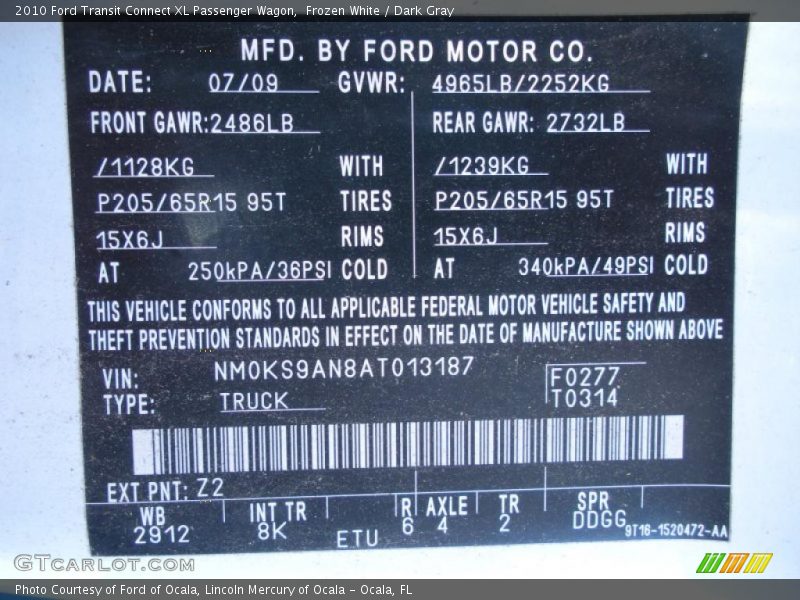 2010 Ford Transit Connect XL Passenger Wagon, Frozen White / Dark Gray
MFD. BY FORD MOTOR CO.
DATE: 07/09 GVWR: 4965LB/2252KG
FRONT GAWR:2486LB REAR GAWR: 2732LB
/1128KG WITH /1239KG WITH
P205/65R15 95T TIRES P205/65R15 95T TIRES
15X6J RIMS 15X6J RIMS
AT 250kPA/36PSI COLD AT 340kPA/49PSI COLD
THIS VEHICLE CONFORMS TO ALL APPLICABLE FEDERAL MOTOR VEHICLE SAFETY AND
THEFT PREVENTION STANDARDS IN EFFECT ON THE DATE OF MANUFACTURE SHOWN ABOVE
VIN: NM0KS9AN8AT013187 F0277
TYPE: TRUCK T0314
EXT PNT: Z2
WB INT TR R AXLE TR SPR
2912 8K ETU 6 4 2 DDGG 9T16-1520472-AA
GTCARLOT.COM
Photo Courtesy of Ford of Ocala, Lincoln Mercury of Ocala - Ocala, FL